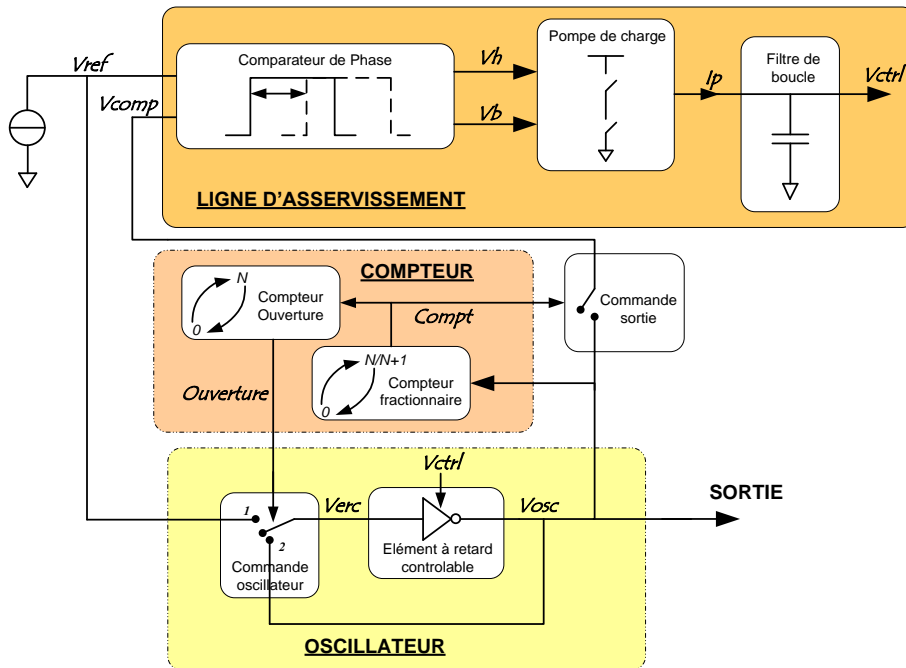 Comparateur de Phase
Pompe de charge
Filtre de
boucle
Vref
Vcomp
Vh
Vb
Ip
Vctrl
LIGNE D'ASSERVISSEMENT
COMPTEUR
N
0
Compteur
Ouverture
Compt
Commande
sortie
N/N+1
0
Compteur
fractionnaire
Ouverture
Vctrl
SORTIE
1
2
Verc
Vosc
Commande
oscillateur
Elément à retard
controlable
OSCILLATEUR